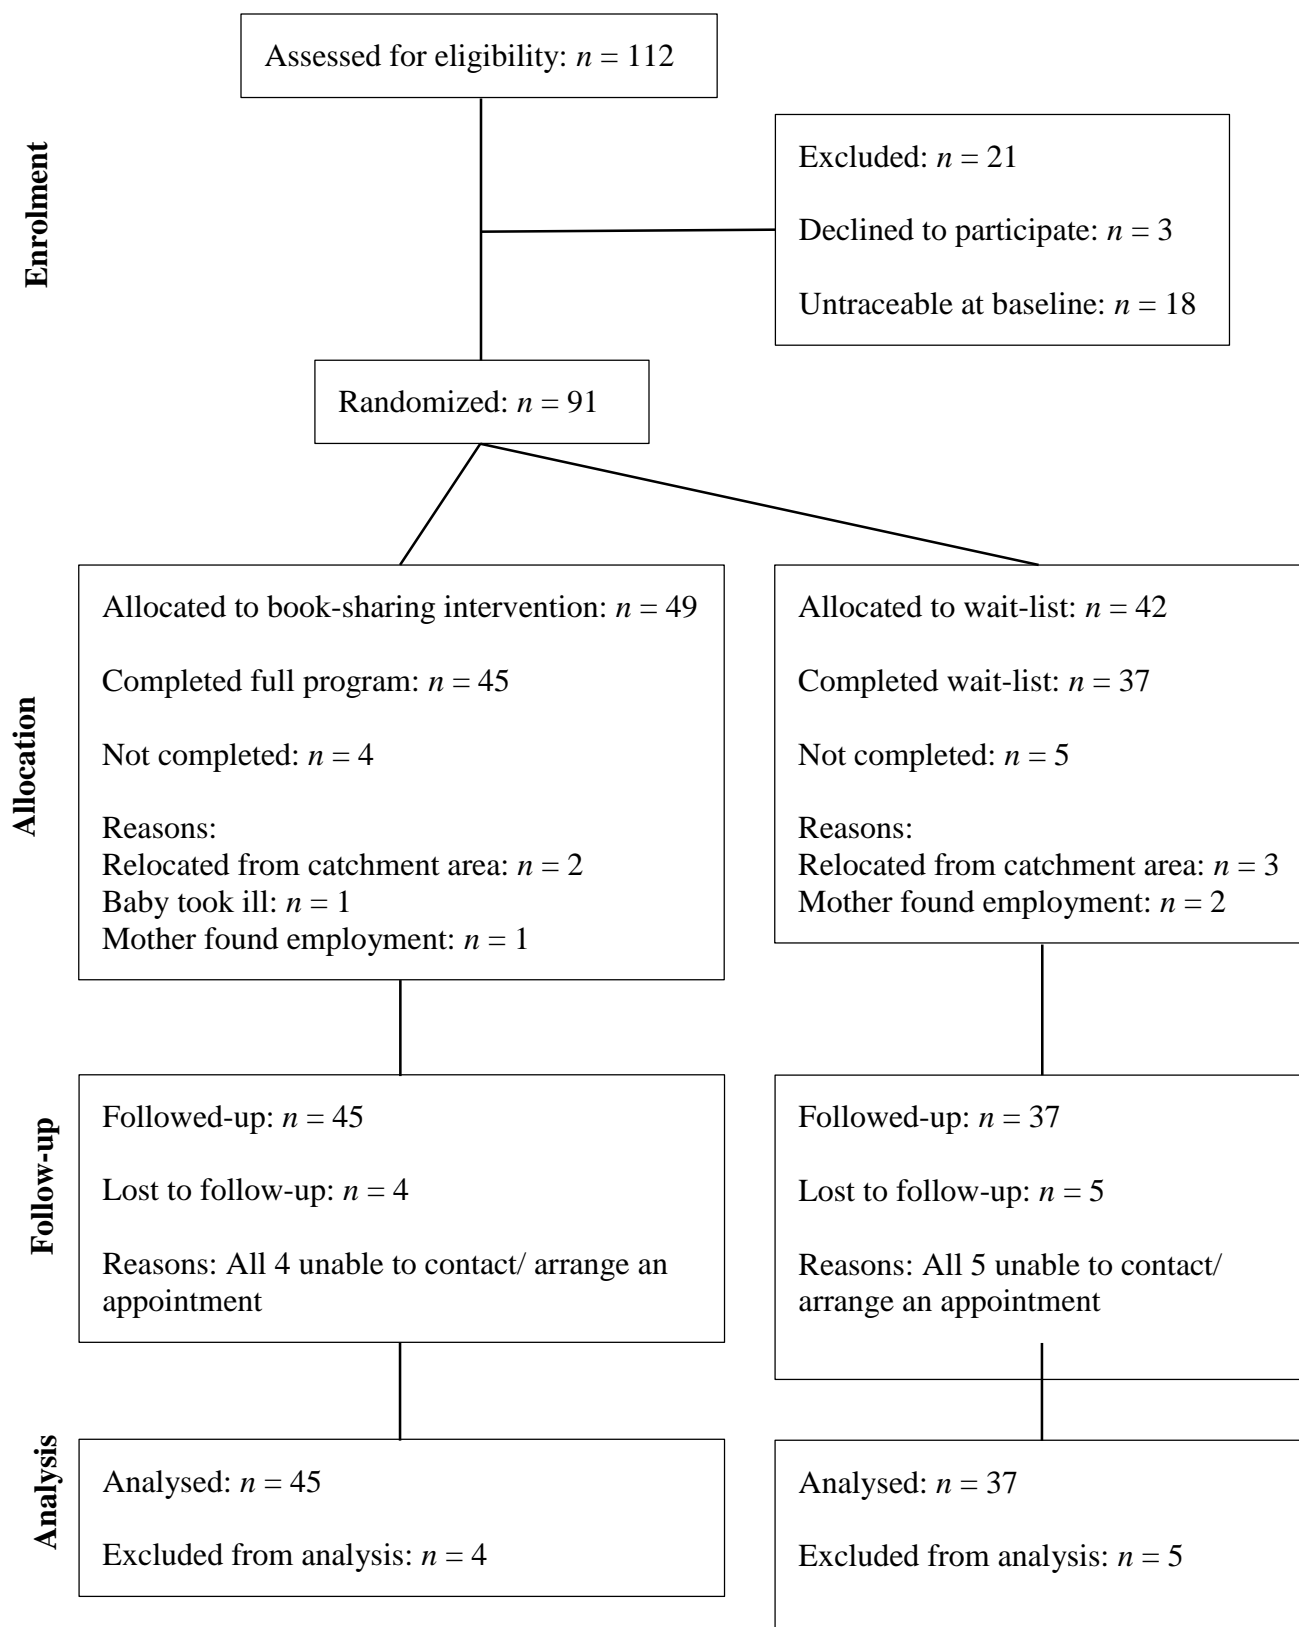 Assessed for eligibility: n = 112
Enrolment
Excluded: n = 21
Declined to participate: n = 3
Untraceable at baseline: n = 18
Randomized: n = 91
Allocation
Allocated to book-sharing intervention: n = 49
Completed full program: n = 45
Not completed: n = 4
Reasons:
Relocated from catchment area: n = 2
Baby took ill: n = 1
Mother found employment: n = 1
Allocated to wait-list: n = 42
Completed wait-list: n = 37
Not completed: n = 5
Reasons:
Relocated from catchment area: n = 3
Mother found employment: n = 2
Follow-up
Followed-up: n = 45
Lost to follow-up: n = 4
Reasons: All 4 unable to contact/ arrange an
appointment
Followed-up: n = 37
Lost to follow-up: n = 5
Reasons: All 5 unable to contact/
arrange an appointment
Analysis
Analysed: n = 45
Excluded from analysis: n = 4
Analysed: n = 37
Excluded from analysis: n = 5